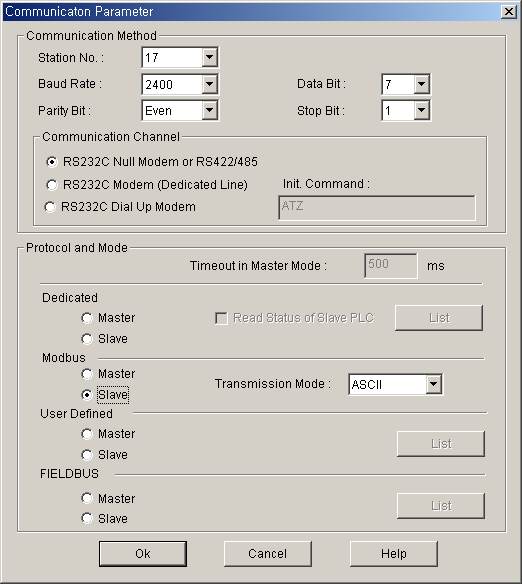 Communicaton Parameter
Communication Method
Station No. : 17
Baud Rate : 2400 Data Bit : 7
Parity Bit : Even Stop Bit : 1
Communication Channel
RS232C Null Modem or RS422/485
RS232C Modem (Dedicated Line) Init. Command :
RS232C Dial Up Modem ATZ
Protocol and Mode
Timeout in Master Mode : 500 ms
Dedicated
Master Read Status of Slave PLC List
Slave
Modbus
Master
Slave Transmission Mode : ASCII
User Defined
Master
Slave List
FIELDBUS
Master List
Slave
Ok Cancel Help